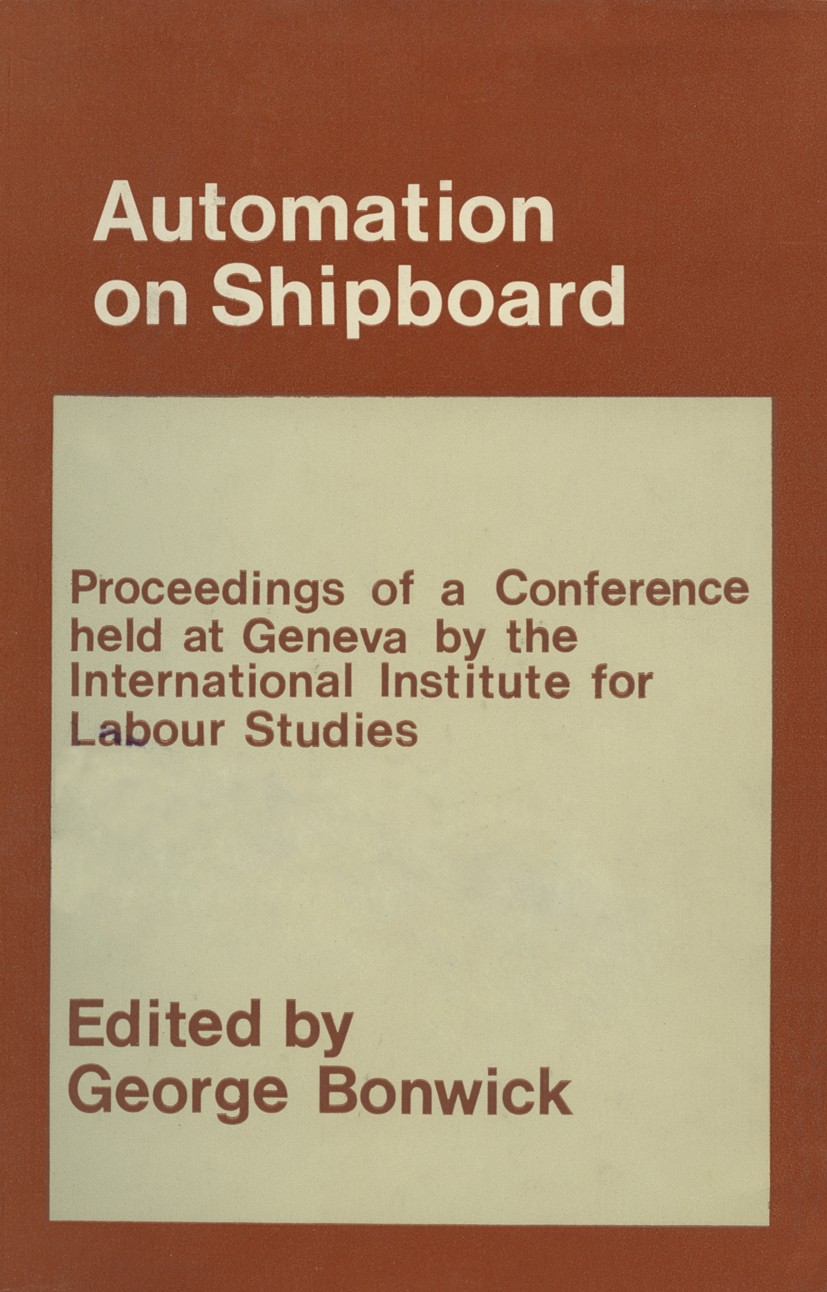 Automation
on Shipboard
Proceedings of a Conference
held at Geneva by the
International Institute for
Labour Studies
Edited by
George Bonwick